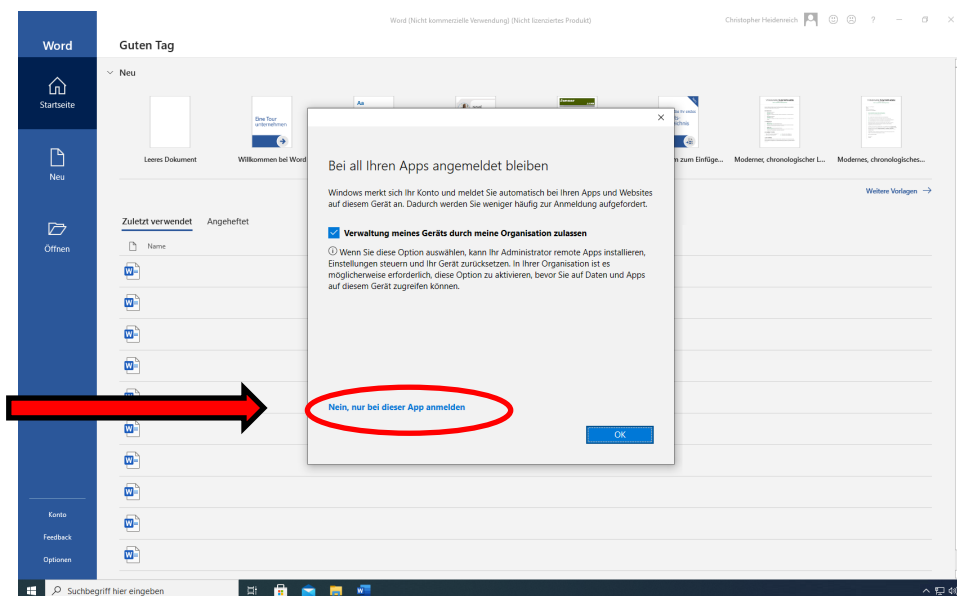 Word (Nicht kommerzielle Verwendung) (Nicht lizenziertes Produkt)
Christopher Heidenreich
?
Word
Guten Tag
Neu
Startseite
Neu
Öffnen
Aa
Eine Tour
unternehmen
Leeres Dokument
Willkommen bei Word
Moderner, chronologischer L...
Modernes, chronologisches...
Weitere Vorlagen
Zuletzt verwendet
Angeheftet
Name
Bei all Ihren Apps angemeldet bleiben
Windows merkt sich Ihr Konto und meldet Sie automatisch bei Ihren Apps und Websites
auf diesem Gerät an. Dadurch werden Sie weniger häufig zur Anmeldung aufgefordert.
Verwaltung meines Geräts durch meine Organisation zulassen
Wenn Sie diese Option auswählen, kann Ihr Administrator remote Apps installieren,
Einstellungen steuern und Ihr Gerät zurücksetzen. In Ihrer Organisation ist es
möglicherweise erforderlich, diese Option zu aktivieren, bevor Sie auf Daten und Apps
auf diesem Gerät zugreifen können.
Nein, nur bei dieser App anmelden
OK
Konto
Feedback
Optionen
Suchbegriff hier eingeben